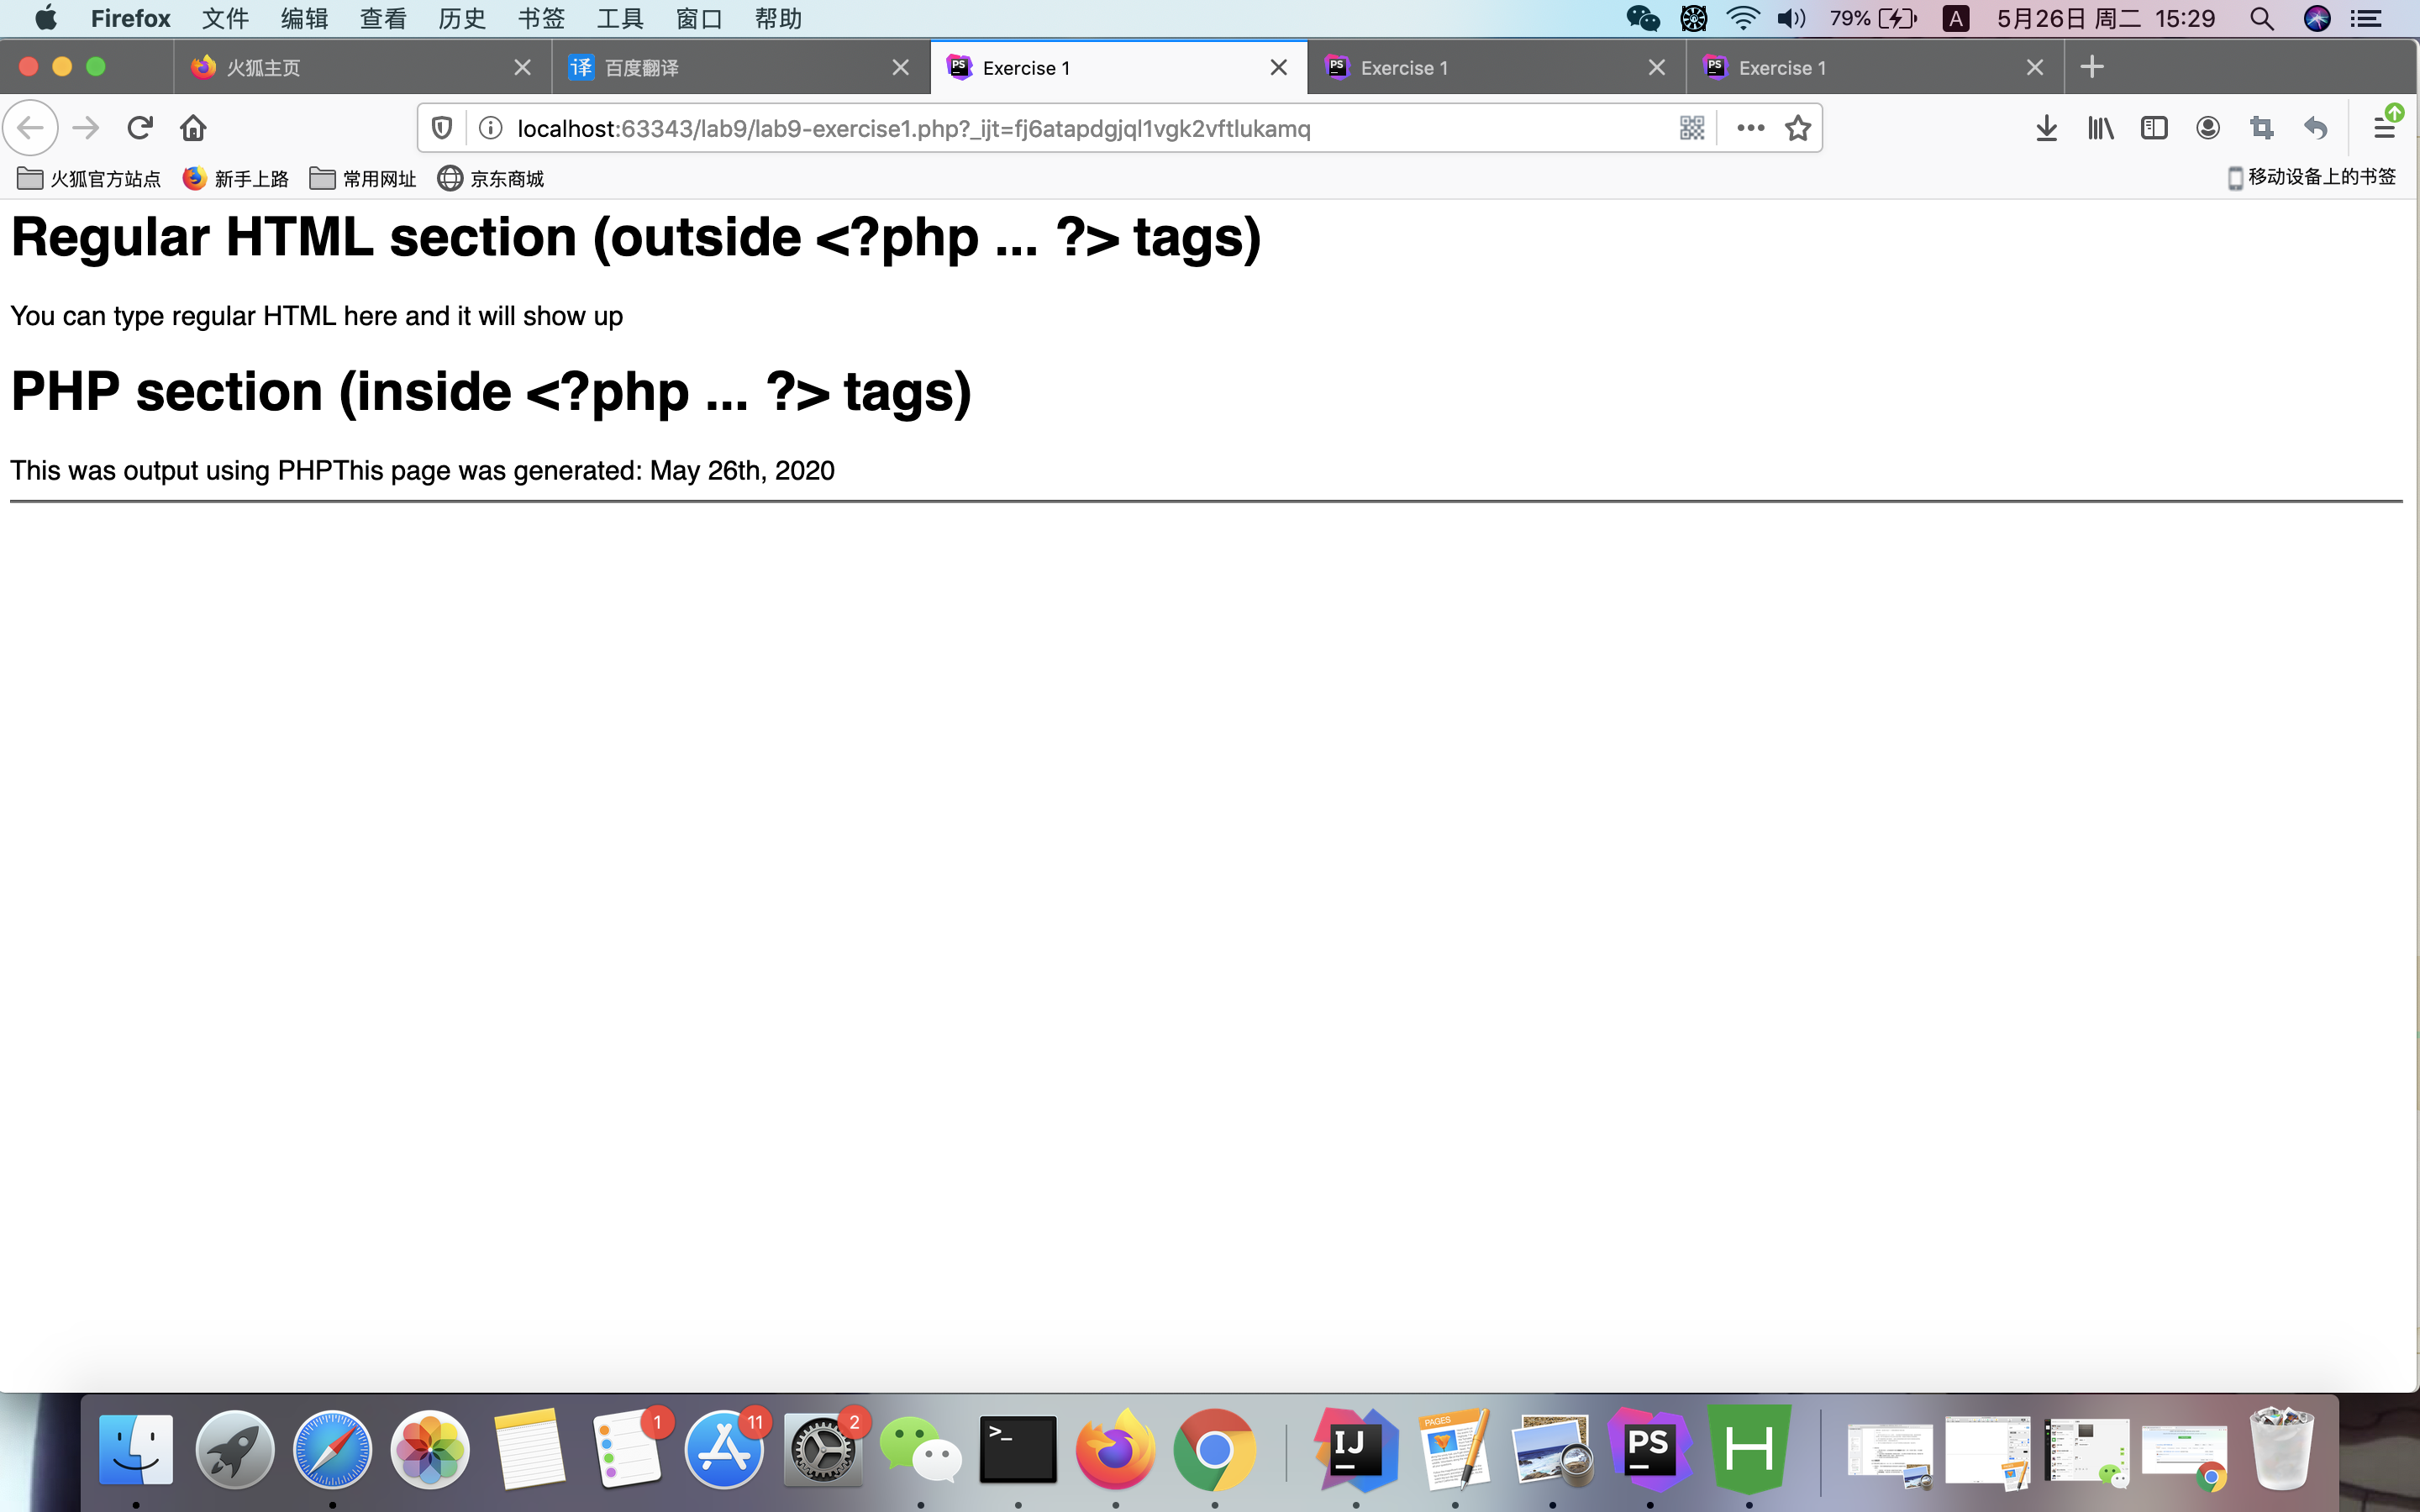 Firefox 文件 编辑 查看 历史 书签 工具 窗口 帮助 79% A 5月26日 周二 15:29
火狐主页 译 百度翻译 PS Exercise 1 PS Exercise 1 PS Exercise 1
localhost:63343/lab9/lab9-exercise1.php?_ijt=fj6atapdgjql1vgk2vftlukamq
火狐官方站点 新手上路 常用网址 京东商城 移动设备上的书签
Regular HTML section (outside <?php ... ?> tags)
You can type regular HTML here and it will show up
PHP section (inside <?php ... ?> tags)
This was output using PHPThis page was generated: May 26th, 2020
1 11 2 >_ IJ PAGES PS H